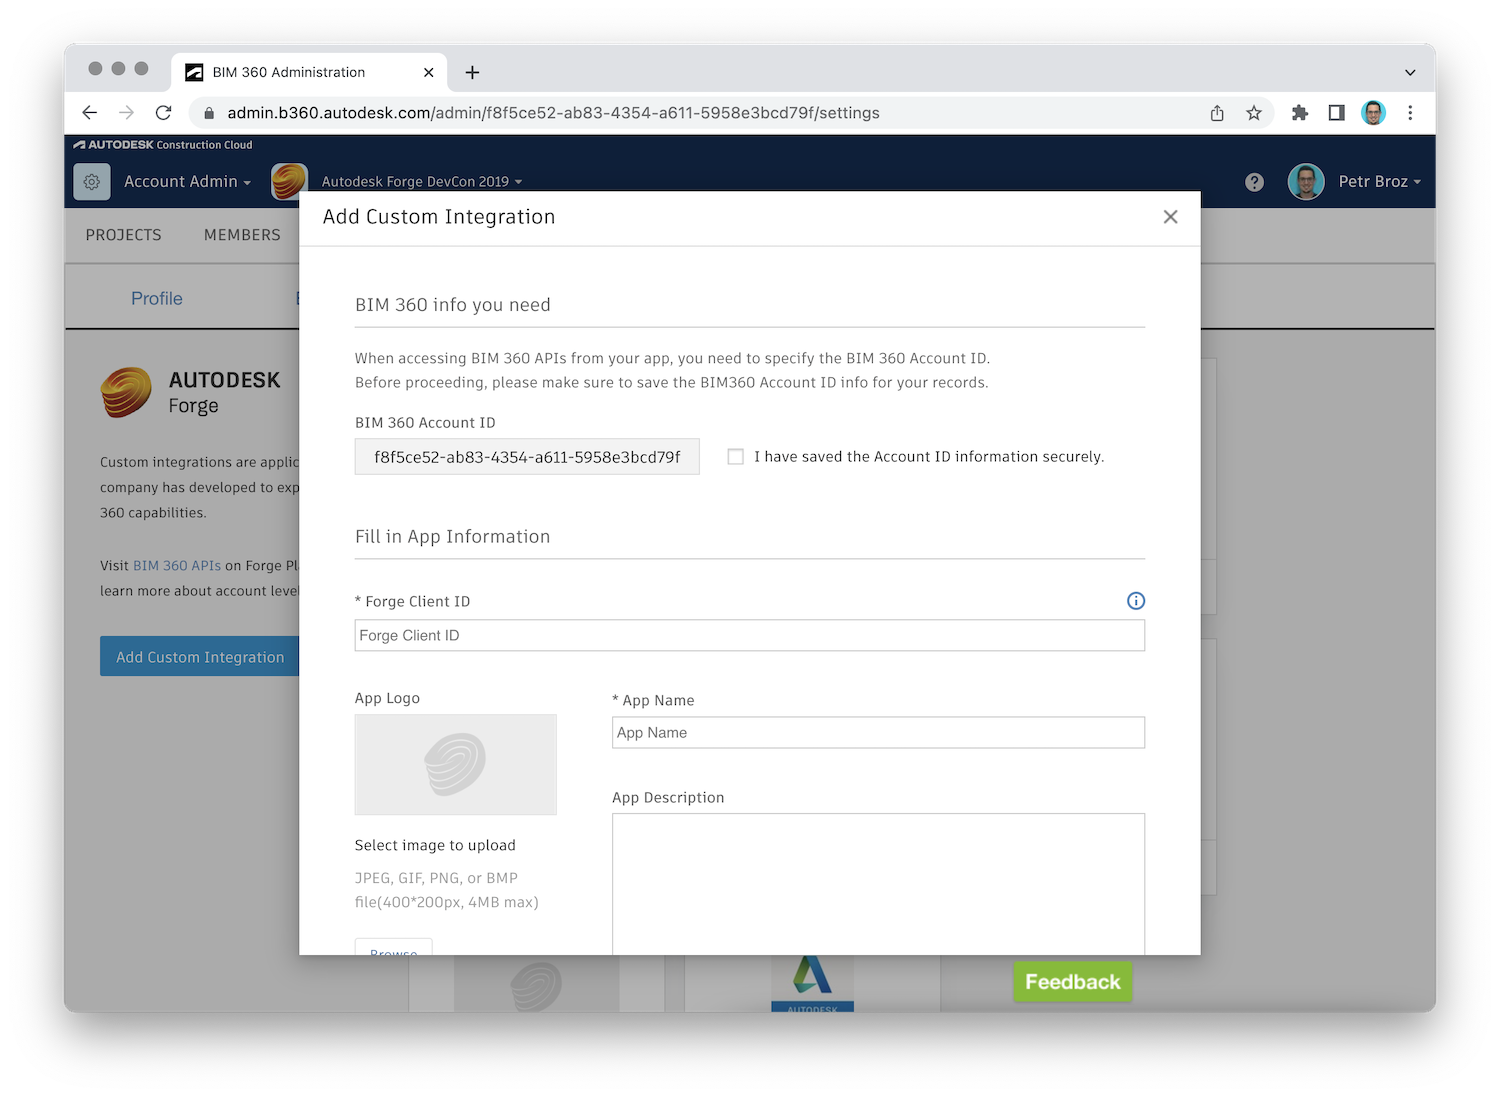 BIM 360 Administration
admin.b360.autodesk.com/admin/f8f5ce52-ab83-4354-a611-5958e3bcd79f/settings
AUTODESK Construction Cloud
Account Admin
Autodesk Forge DevCon 2019
Petr Broz
Add Custom Integration
PROJECTS
MEMBERS
Profile
BIM 360 info you need
When accessing BIM 360 APIs from your app, you need to specify the BIM 360 Account ID.
Before proceeding, please make sure to save the BIM360 Account ID info for your records.
BIM 360 Account ID
f8f5ce52-ab83-4354-a611-5958e3bcd79f
I have saved the Account ID information securely.
AUTODESK
Forge
Custom integrations are applic
company has developed to exp
360 capabilities.
Visit BIM 360 APIs on Forge Pl
learn more about account leve
Add Custom Integration
Fill in App Information
* Forge Client ID
Forge Client ID
App Logo
* App Name
App Name
App Description
Select image to upload
JPEG, GIF, PNG, or BMP
file(400*200px, 4MB max)
Browse
Feedback
AUTODESK